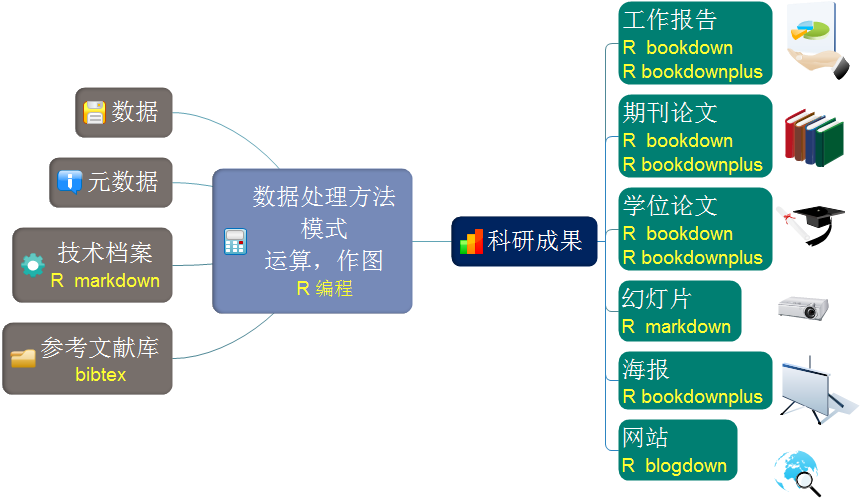 数据
元数据
技术档案
R markdown
参考文献库
bibtex
数据处理方法
模式
运算，作图
R 编程
科研成果
工作报告
R bookdown
R bookdownplus
期刊论文
R bookdown
R bookdownplus
学位论文
R bookdown
R bookdownplus
幻灯片
R markdown
海报
R bookdownplus
网站
R blogdown